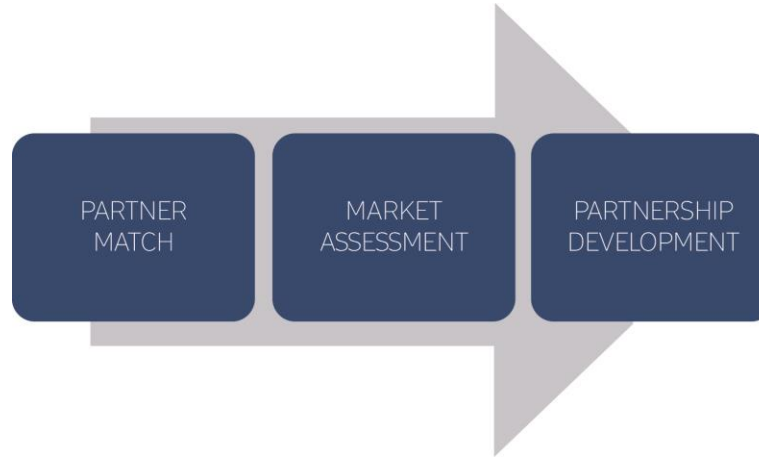 PARTNER
MATCH
MARKET
ASSESSMENT
PARTNERSHIP
DEVELOPMENT